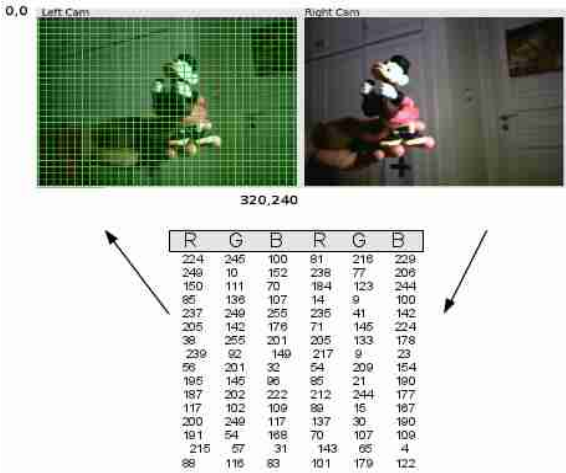 0,0 Left Cam Right Cam
320,240
R G B R G B
224 245 100 81 216 229
249 10 152 238 77 206
150 111 70 184 123 244
85 136 107 14 9 100
237 249 255 235 41 142
205 142 176 71 145 224
38 255 201 205 133 178
239 92 149 217 9 23
56 201 32 54 209 154
195 145 96 85 21 190
187 202 222 212 244 177
117 102 109 89 15 167
200 249 117 137 30 190
191 54 168 70 107 109
215 57 31 143 65 4
88 116 83 101 179 122